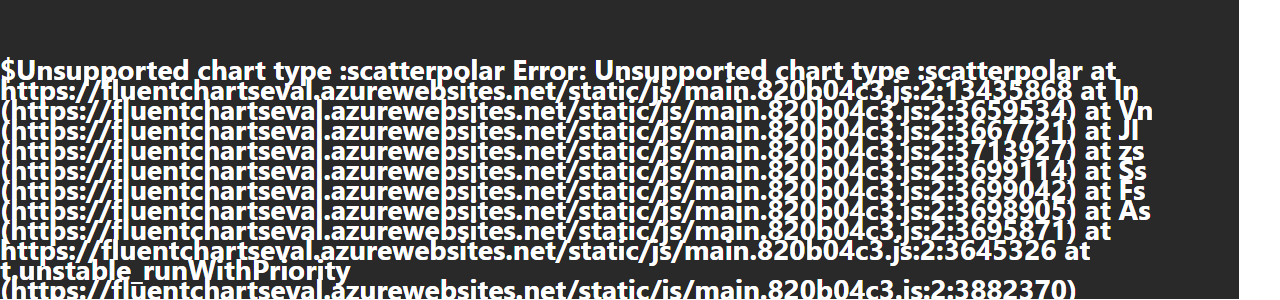 $Unsupported chart type :scatterpolar Error: Unsupported chart type :scatterpolar at
https://fluentchartseval.azurewebsites.net/static/js/main.820b04c3.js:2:13435868 at In
(https://fluentchartseval.azurewebsites.net/static/js/main.820b04c3.js:2:3659534) at Vn
(https://fluentchartseval.azurewebsites.net/static/js/main.820b04c3.js:2:3667721) at Jl
(https://fluentchartseval.azurewebsites.net/static/js/main.820b04c3.js:2:3713927) at zs
(https://fluentchartseval.azurewebsites.net/static/js/main.820b04c3.js:2:3699114) at Ss
(https://fluentchartseval.azurewebsites.net/static/js/main.820b04c3.js:2:3699042) at Fs
(https://fluentchartseval.azurewebsites.net/static/js/main.820b04c3.js:2:3698905) at As
(https://fluentchartseval.azurewebsites.net/static/js/main.820b04c3.js:2:3695871) at
https://fluentchartseval.azurewebsites.net/static/js/main.820b04c3.js:2:3645326 at
t.unstable_runWithPriority
(https://fluentchartseval.azurewebsites.net/static/js/main.820b04c3.js:2:3882370)